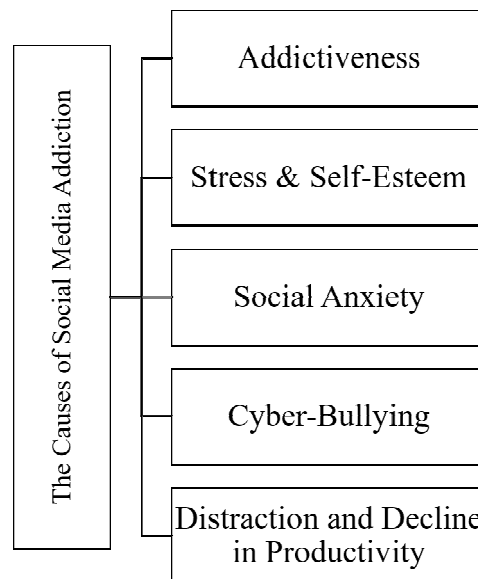 The Causes of Social Media Addiction
Addictiveness
Stress & Self-Esteem
Social Anxiety
Cyber-Bullying
Distraction and Decline
in Productivity